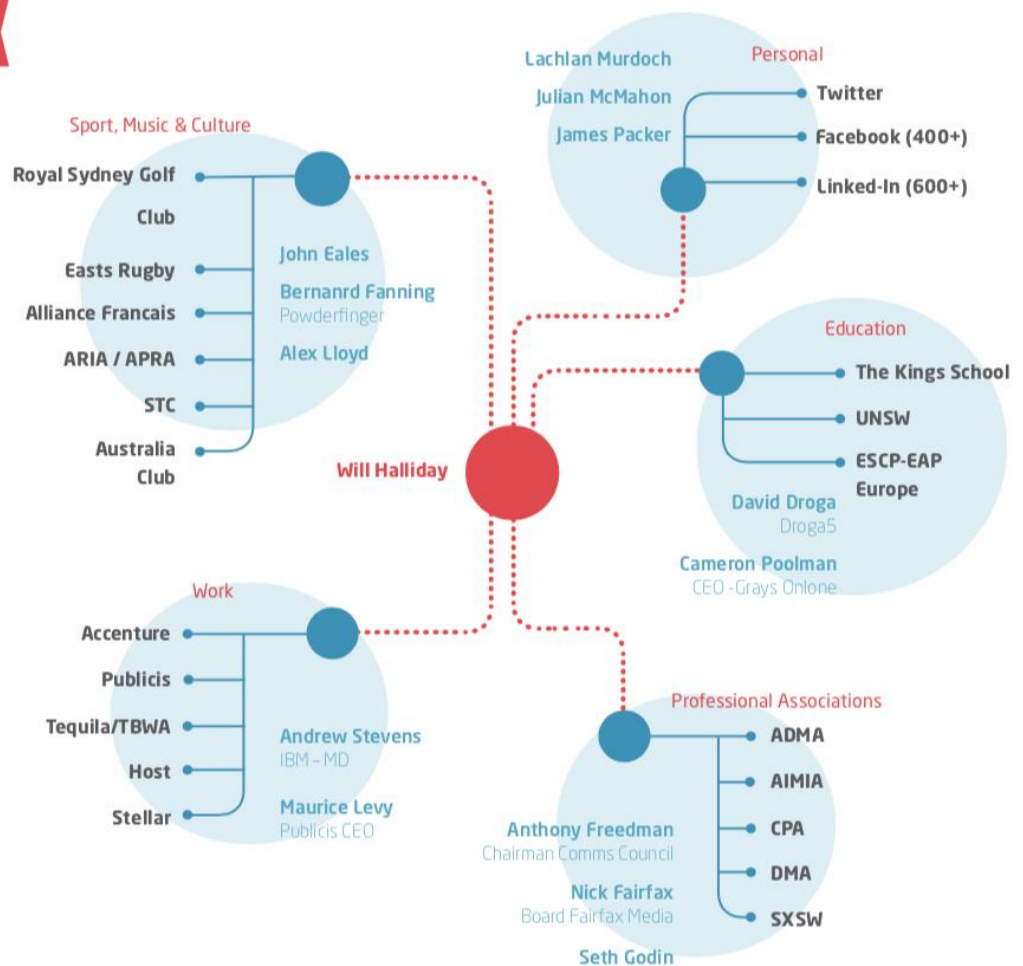 Personal
Lachlan Murdoch
Julian McMahon
James Packer
Twitter
Facebook (400+)
Linked-In (600+)
Sport, Music & Culture
Royal Sydney Golf
Club
Easts Rugby
Alliance Francais
ARIA / APRA
STC
Australia
Club
John Eales
Bernanrd Fanning
Powderfinger
Alex Lloyd
Education
The Kings School
UNSW
ESCP-EAP
Europe
David Droga
Droga5
Cameron Poolman
CEO -Grays Onlone
Will Halliday
Work
Accenture
Publicis
Tequila/TBWA
Host
Stellar
Andrew Stevens
IBM – MD
Maurice Levy
Publicis CEO
Professional Associations
ADMA
AIMIA
CPA
DMA
SXSW
Anthony Freedman
Chairman Comms Council
Nick Fairfax
Board Fairfax Media
Seth Godin